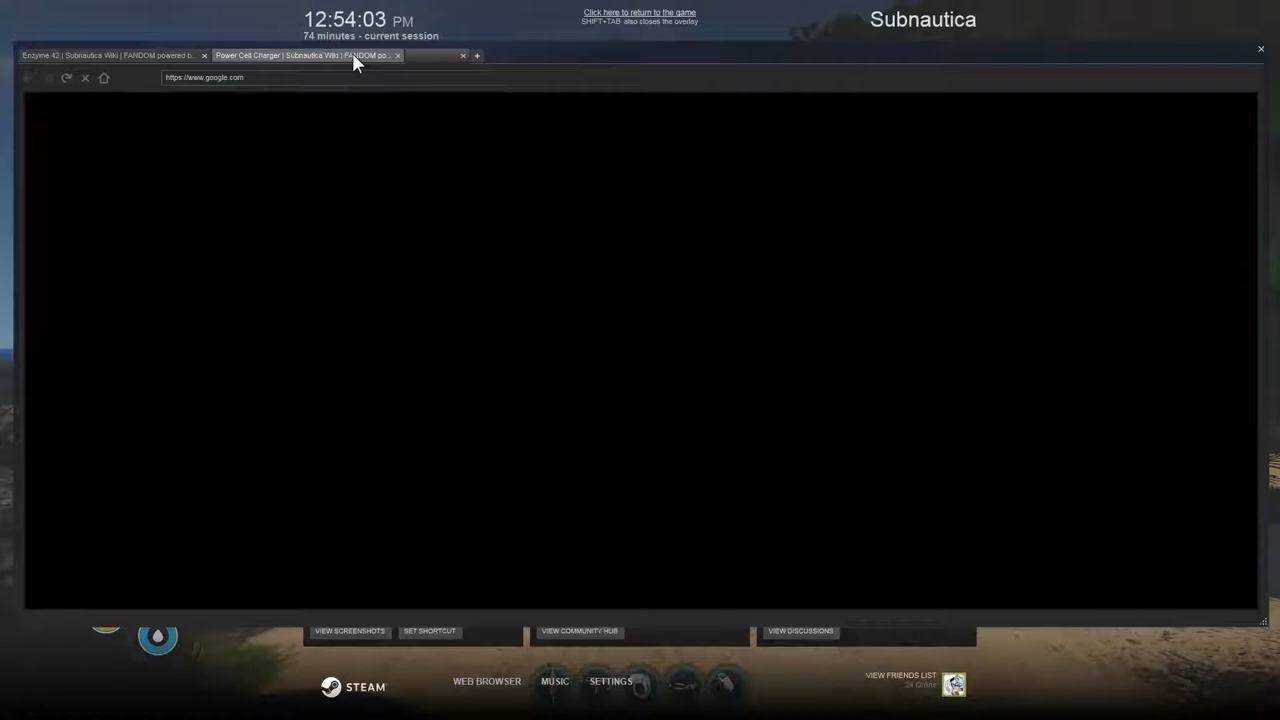 12:54:03 PM
74 minutes - current session
Click here to return to the game
SHIFT+TAB also closes the overlay
Subnautica
Enzyme 42 | Subnautica Wiki | FANDOM powered b...
Power Cell Charger | Subnautica Wiki | FANDOM po...
https://www.google.com
VIEW SCREENSHOTS
SET SHORTCUT
VIEW COMMUNITY HUB
VIEW DISCUSSIONS
STEAM
WEB BROWSER
MUSIC
SETTINGS
VIEW FRIENDS LIST
24 Online